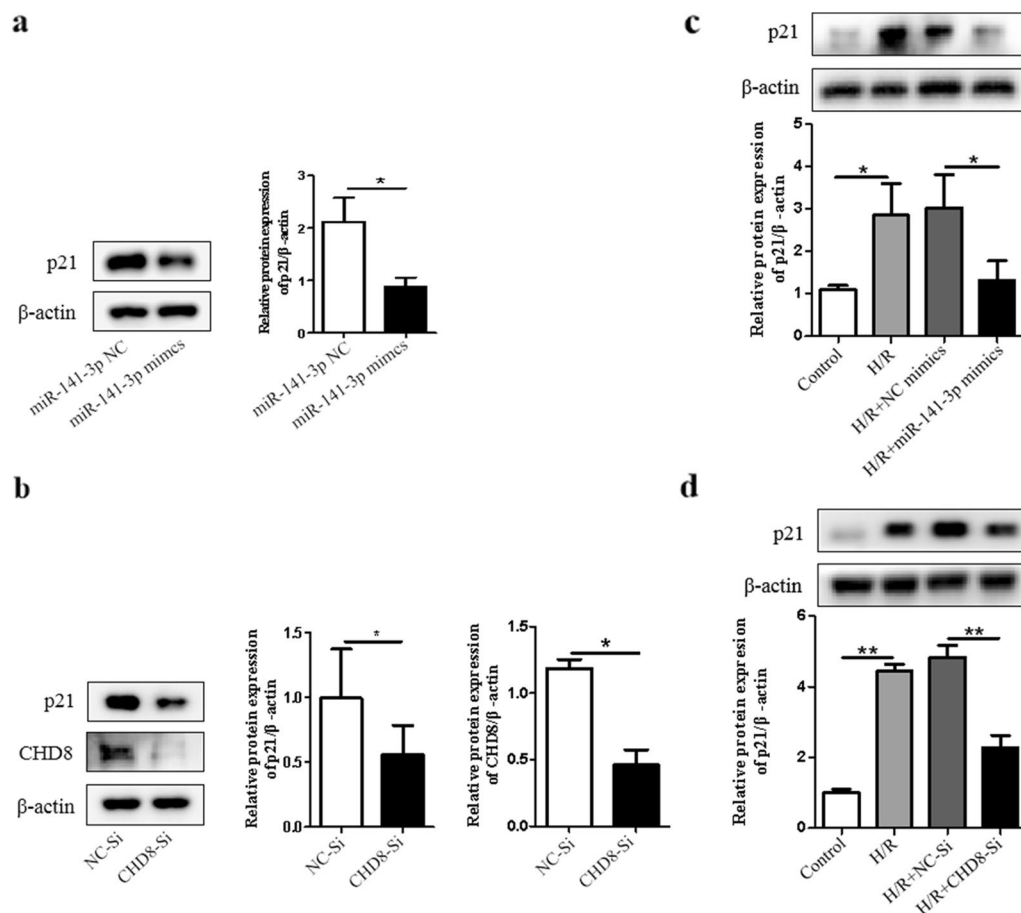 a
p21
β-actin
miR-141-3p NC
miR-141-3p mimcs
Relative protein expression
of p21/β -actin
3
2
1
0
*
miR-141-3p NC
miR-141-3p mimecs
c
p21
β-actin
Relative protein expression
of p21/β -actin
5
4
3
2
1
0
*
*
Control
H/R
H/R+NC mimics
H/R+miR-141-3p mimics
b
p21
CHD8
β-actin
NC-Si
CHD8-Si
Relative protein expression
of p21/β -actin
1.5
1.0
0.5
0.0
*
NC-Si
CHD8-Si
Relative protein expression
of CHD8/β -actin
1.5
1.0
0.5
0.0
*
NC-Si
CHD8-Si
d
p21
β-actin
Relative protein expression
of p21/β -actin
6
4
2
0
**
**
Control
H/R
H/R+NC-Si
H/R+CHD8-Si